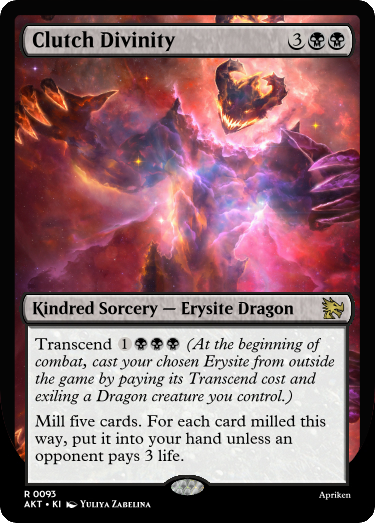 Clutch Divinity 3
Kindred Sorcery — Erysite Dragon
Transcend 1 (At the beginning of
combat, cast your chosen Erysite from outside
the game by paying its Transcend cost and
exiling a Dragon creature you control.)
Mill five cards. For each card milled this
way, put it into your hand unless an
opponent pays 3 life.
R 0093
AKT • KI Yuliya Zabelina
Apriken